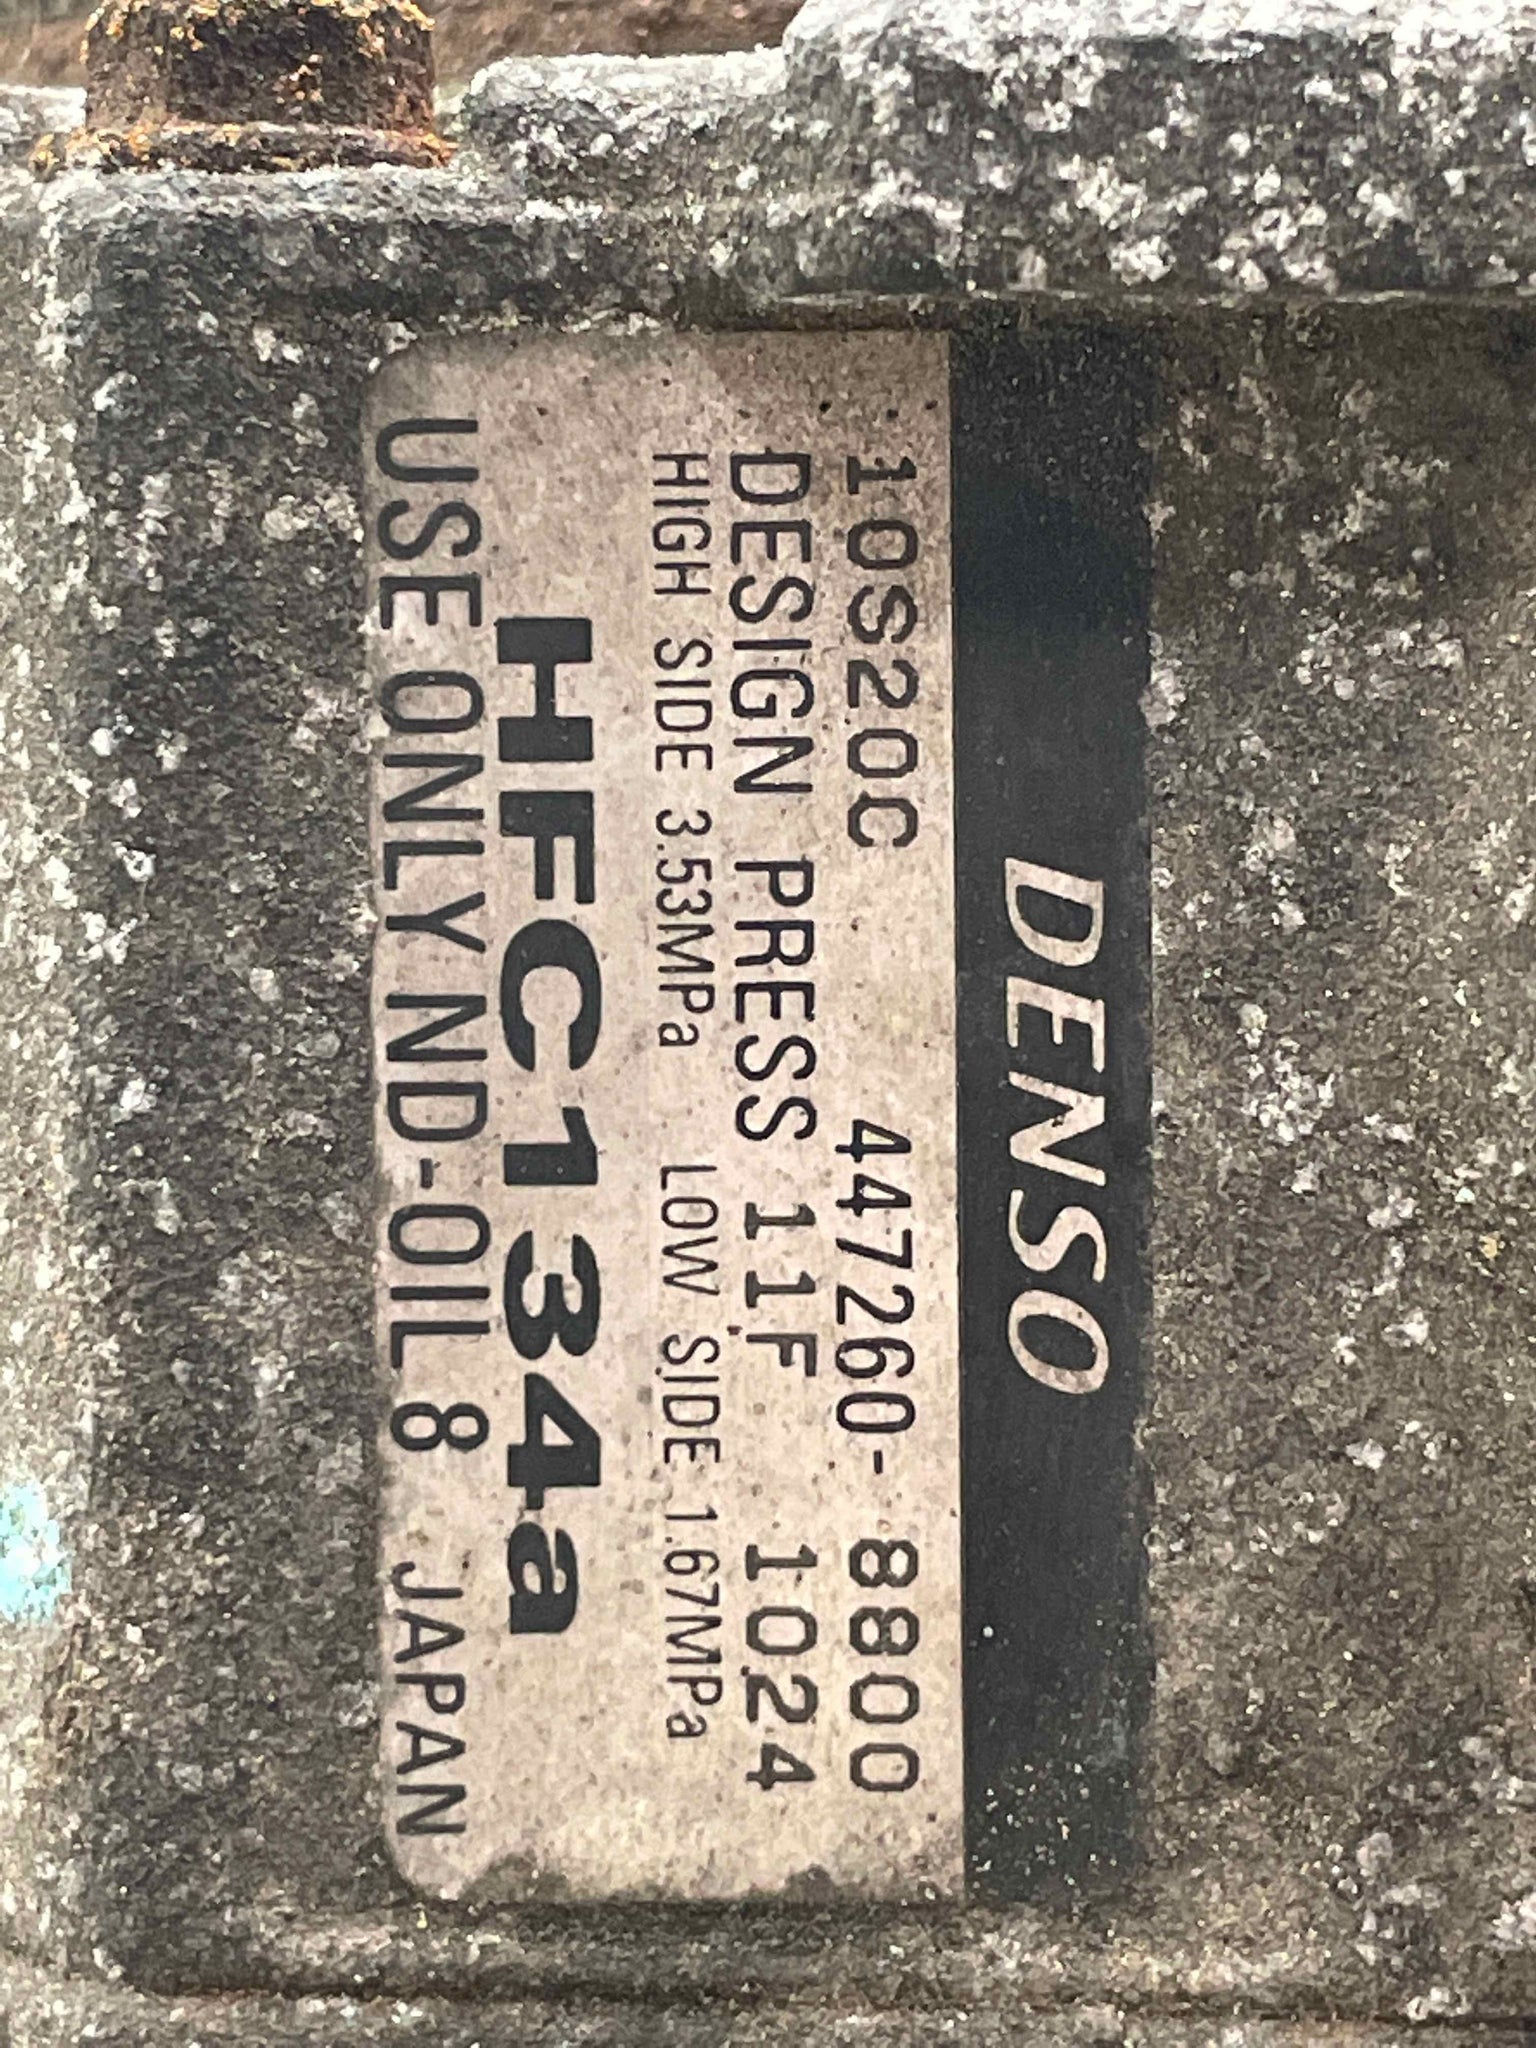 DENSO
10S20C 447260-8800
DESIGN PRESS 11F 1024
HIGH SIDE 3.53MPa LOW SIDE 1.67MPa
HFC134a
USE ONLY ND-OIL 8 JAPAN